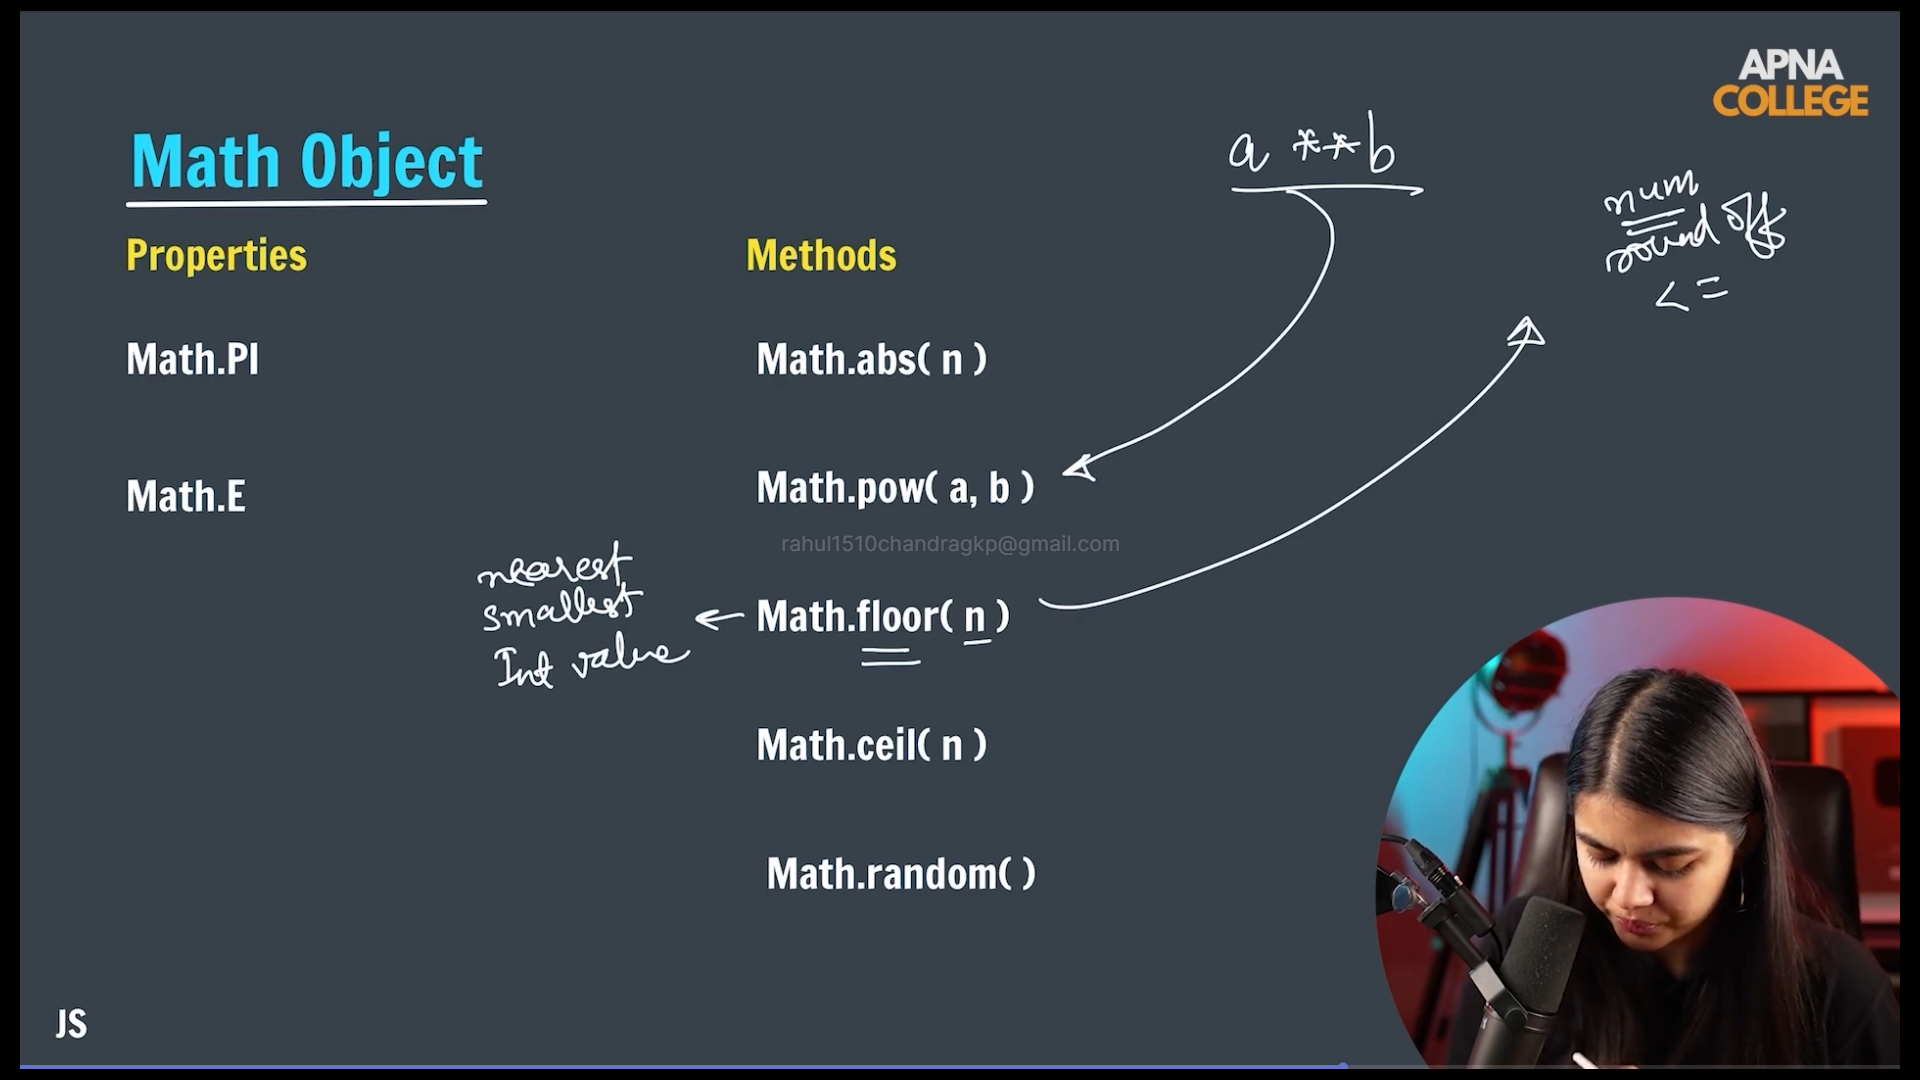 APNA
COLLEGE
Math Object
a **b
num
round off
<=
Properties
Methods
Math.PI
Math.abs( n )
Math.E
Math.pow( a, b )
rahul1510chandragkp@gmail.com
nearest
smallest
Int value
Math.floor( n )
Math.ceil( n )
Math.random( )
JS